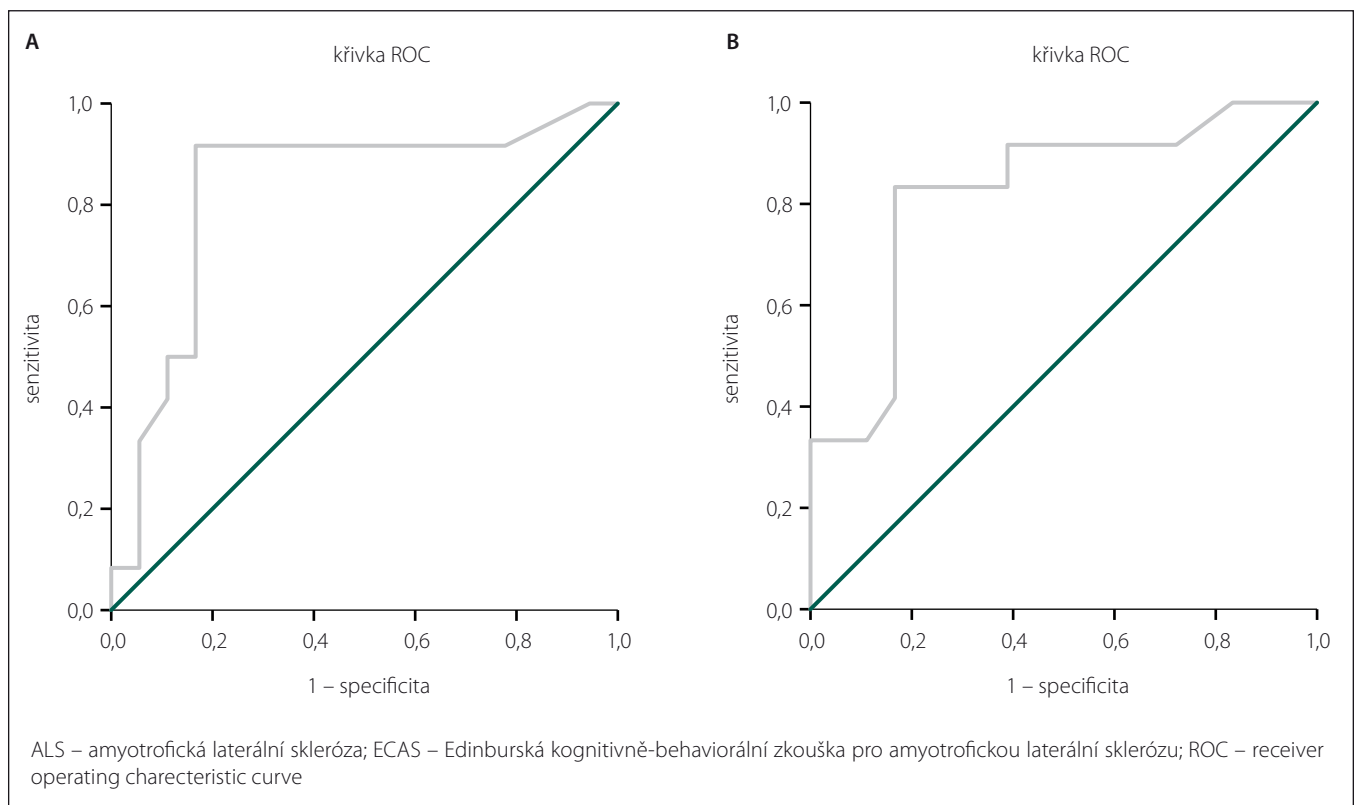 A
křivka ROC
1,0
0,8
0,6
0,4
0,2
0,0
senzitivita
0,0 0,2 0,4 0,6 0,8 1,0
1 – specificita
B
křivka ROC
1,0
0,8
0,6
0,4
0,2
0,0
senzitivita
0,0 0,2 0,4 0,6 0,8 1,0
1 – specificita
ALS – amyotrofická laterální skleróza; ECAS – Edinburská kognitivně-behaviorální zkouška pro amyotrofickou laterální sklerózu; ROC – receiver
operating charecteristic curve